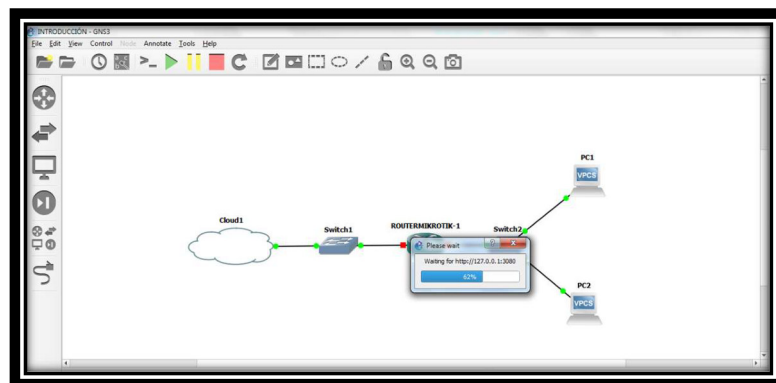 INTRODUCCIÓN - GNS3
File Edit View Control Node Annotate Tools Help
PC1
VPCS
Cloud1
Switch1
ROUTERMIKROTIK-1
Switch2
Please wait
Waiting for http://127.0.0.1:3080
62%
PC2
VPCS